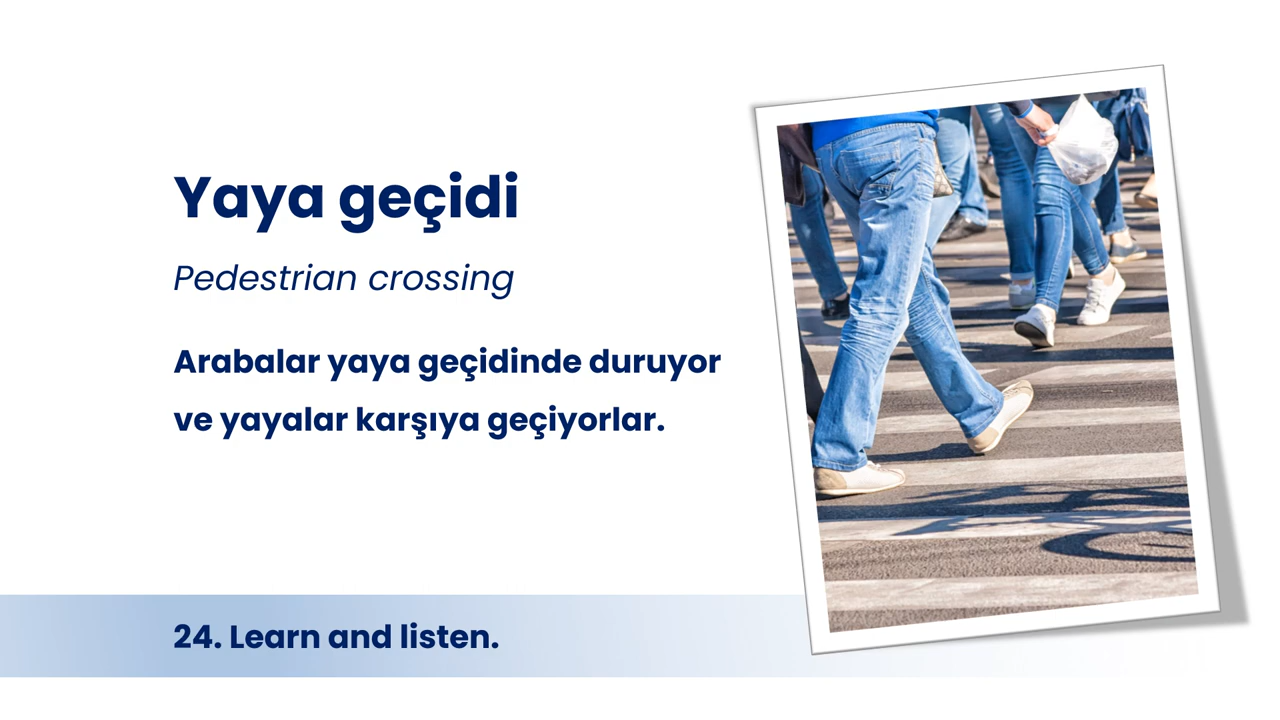 Yaya geçidi
Pedestrian crossing
Arabalar yaya geçidinde duruyor
ve yayalar karşıya geçiyorlar.
24. Learn and listen.